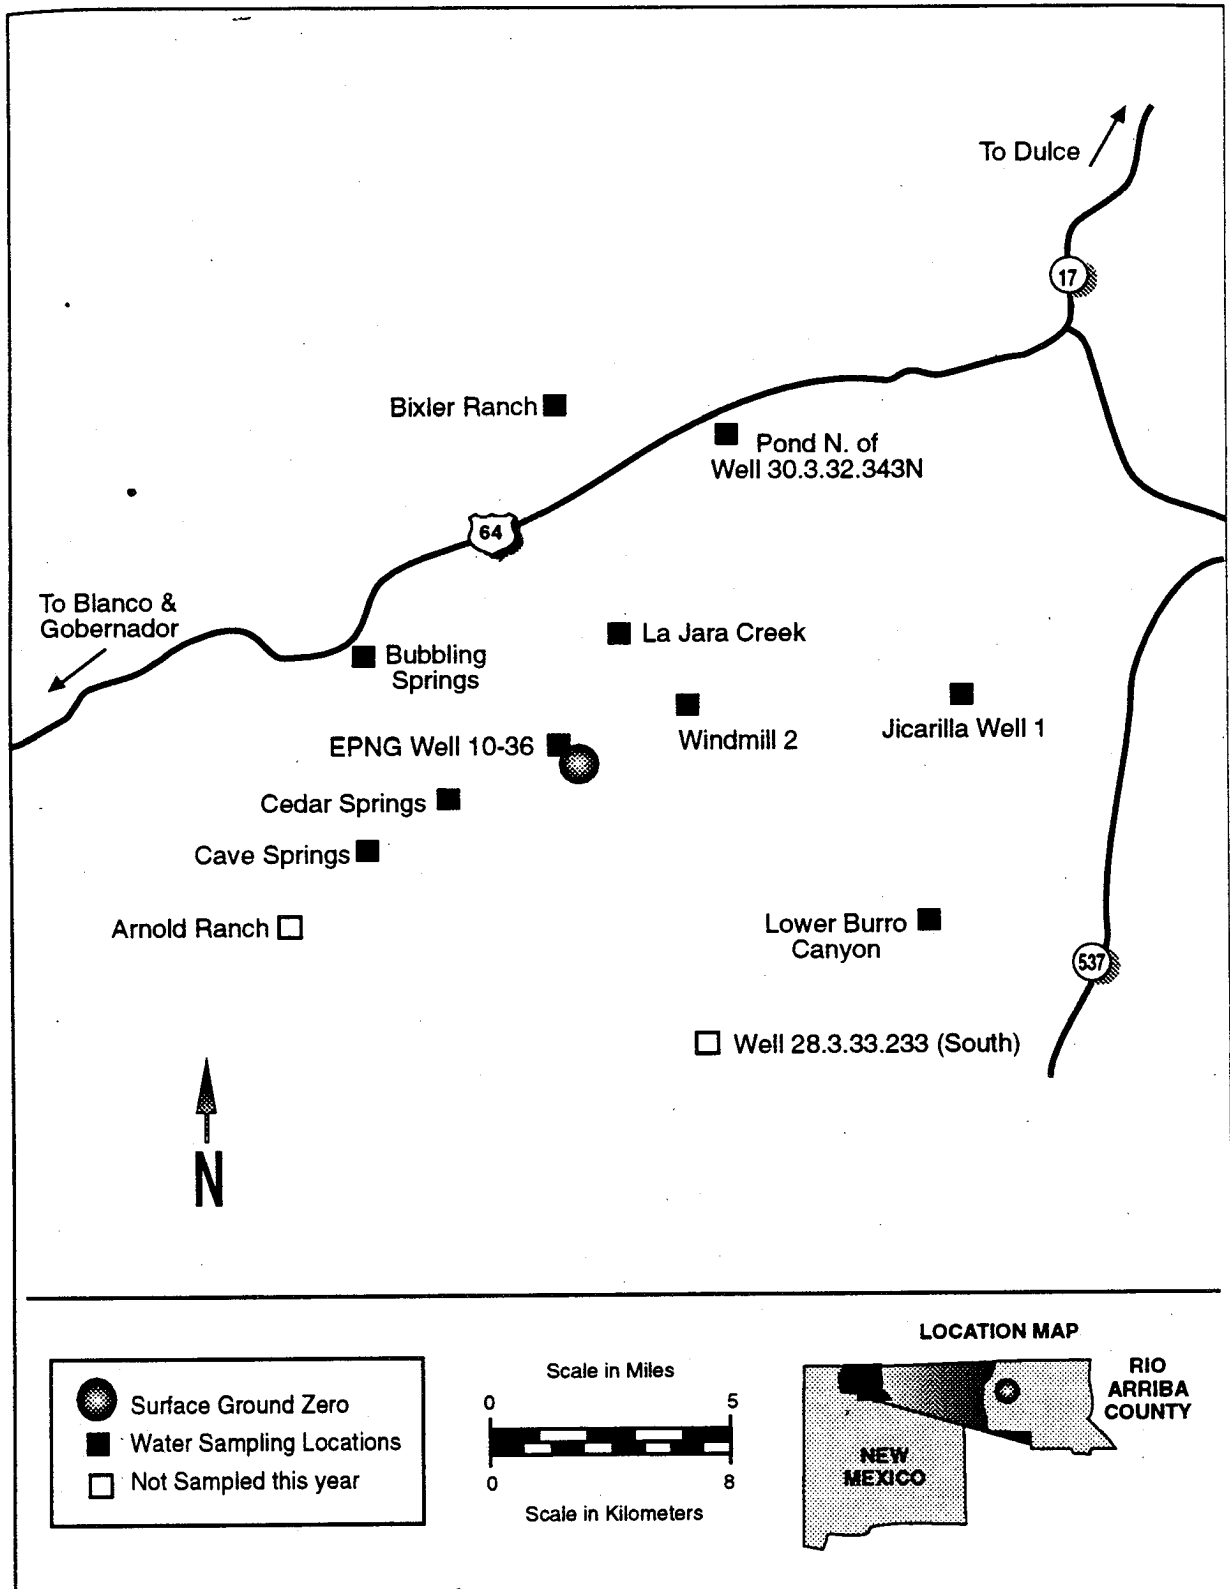 To Dulce
17
Bixler Ranch
Pond N. of
Well 30.3.32.343N
64
To Blanco &
Gobernador
La Jara Creek
Bubbling
Springs
Jicarilla Well 1
Windmill 2
EPNG Well 10-36
Cedar Springs
Cave Springs
Arnold Ranch
Lower Burro
Canyon
537
Well 28.3.33.233 (South)
N
LOCATION MAP
Surface Ground Zero
Water Sampling Locations
Not Sampled this year
Scale in Miles
0 5
0 8
Scale in Kilometers
RIO
ARRIBA
COUNTY
NEW
MEXICO